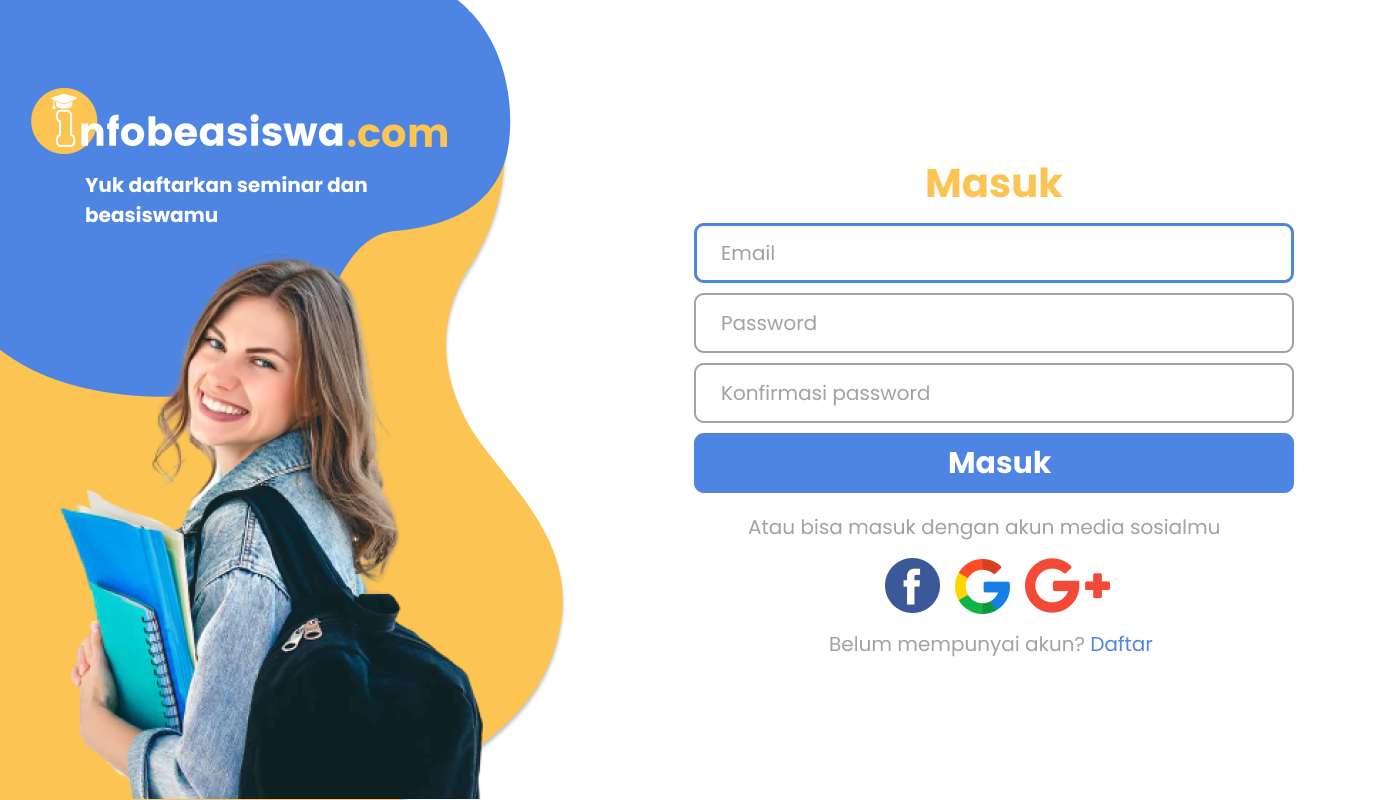 infobeasiswa.com
Yuk daftarkan seminar dan
beasiswamu
Masuk
Email
Password
Konfirmasi password
Masuk
Atau bisa masuk dengan akun media sosialmu
f G G+
Belum mempunyai akun? Daftar